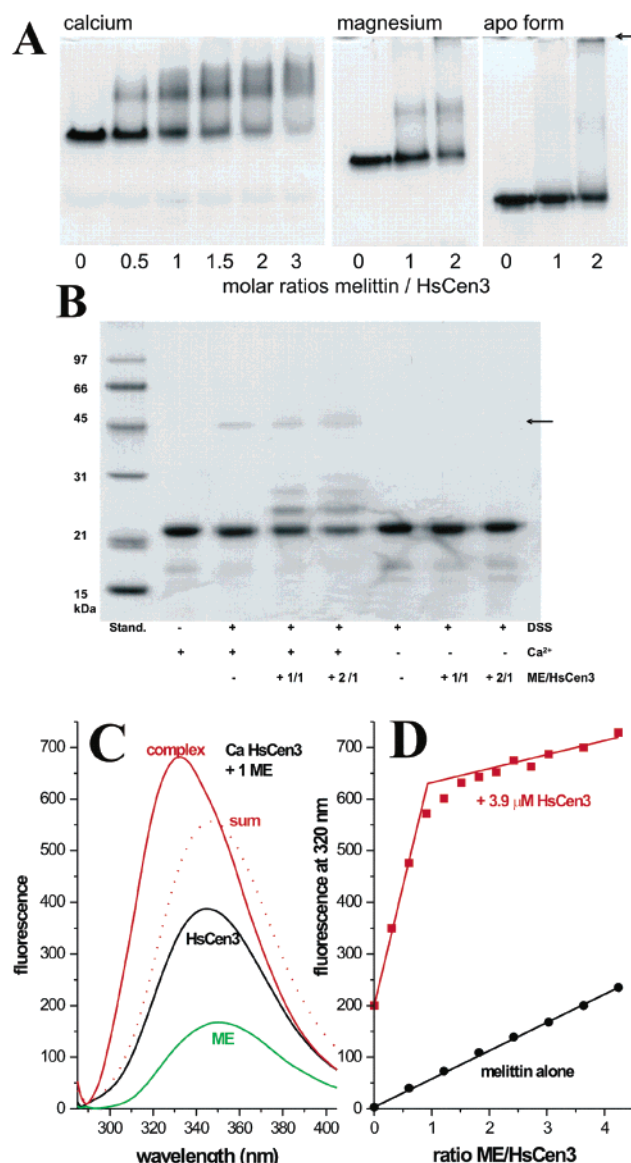 A
calcium
magnesium
apo form
0 0.5 1 1.5 2 3 0 1 2 0 1 2
molar ratios melittin / HsCen3
B
97
66
45
31
21
15
kDa
Stand. - + + + + + + DSS
+ + + + - - - Ca²⁺
- + 1/1 + 2/1 - + 1/1 + 2/1 ME/HsCen3
C
complex
Ca HsCen3
+ 1 ME
sum
HsCen3
ME
fluorescence
700
600
500
400
300
200
100
0
300 320 340 360 380 400
wavelength (nm)
D
+ 3.9 µM HsCen3
melittin alone
fluorescence at 320 nm
700
600
500
400
300
200
100
0
0 1 2 3 4
ratio ME/HsCen3